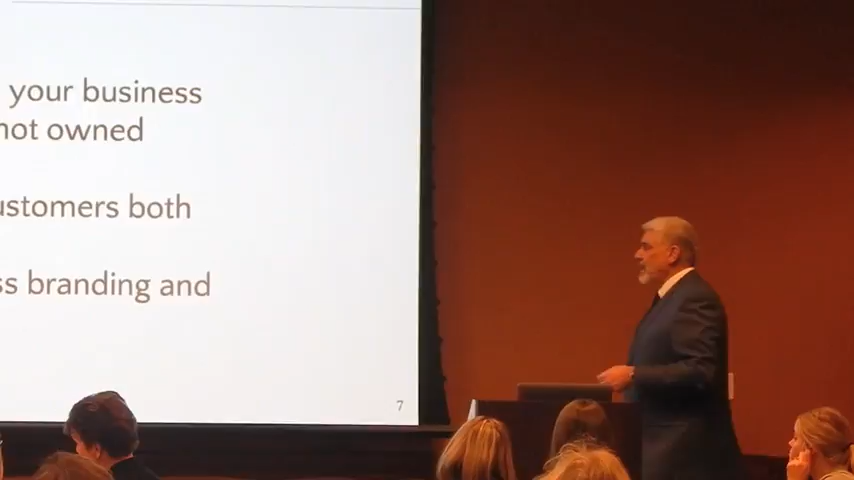 your business
not owned
ustomers both
ss branding and
7